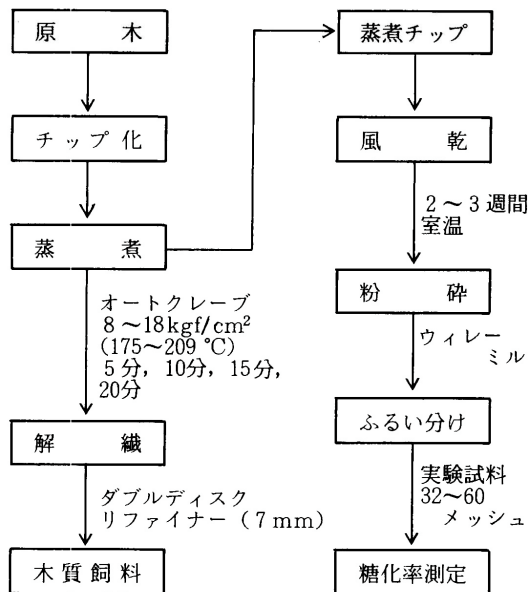 原木
チップ化
蒸煮
オートクレーブ
8~18kgf/cm²
(175~209℃)
5分,10分,15分,
20分
解繊
ダブルディスク
リファイナー(7mm)
木質飼料
蒸煮チップ
風乾
2~3週間
室温
粉砕
ウィレー
ミル
ふるい分け
実験試料
32~60
メッシュ
糖化率測定